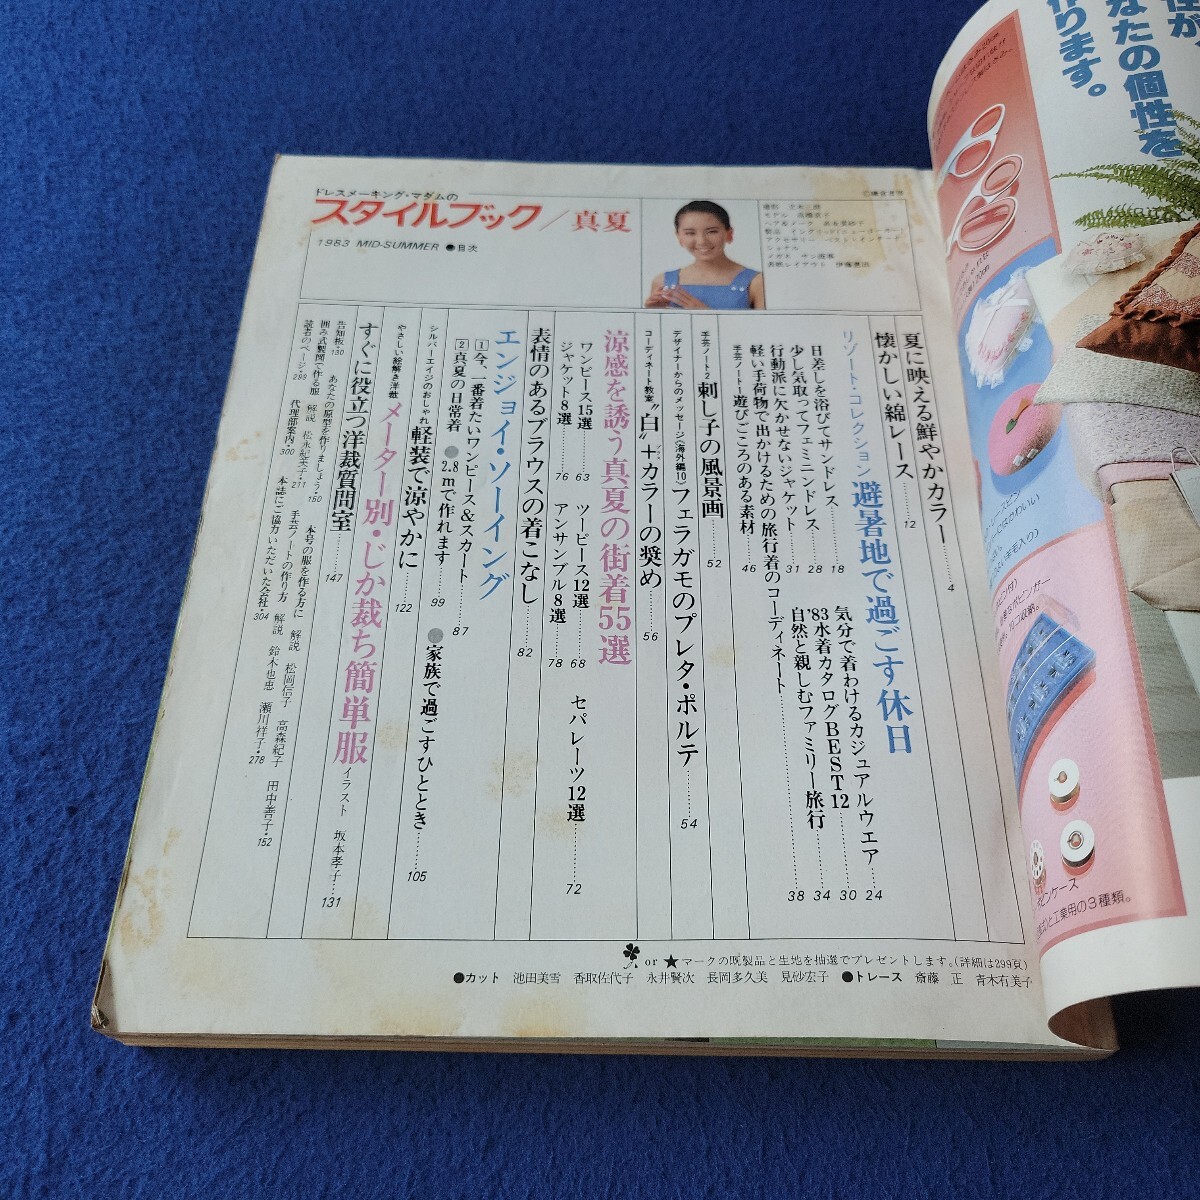 ドレスメーキング・マダムの
スタイルブック/真夏
1983 MID-SUMMER ●目次
夏に映える鮮やかカラー……4
懐かしい綿レース……12
リゾート・コレクション 避暑地で過ごす休日
日差しを浴びてサンドレス……18
少し気取ってフェミニンドレス……28
行動派に欠かせないジャケット……31
軽い手荷物で出かけるための旅行着のコーディネート……38
手芸ノート1 遊びごころのある素材……46
気分で着わけるカジュアルウエア……24
'83水着カタログBEST12……30
自然と親しむファミリー旅行……34
手芸ノート2 刺し子の風景画……52
デザイナーからのメッセージ〈海外編10〉フェラガモのプレタ・ポルテ……54
コーディネート教室 “白”+カラーの奨め……56
涼感を誘う真夏の街着55選
ワンピース15選……63
ツーピース12選……68
セパレーツ12選……72
ジャケット8選……76
アンサンブル8選……78
表情のあるブラウスの着こなし……82
エンジョイ・ソーイング
1今、一番着たいワンピース&スカート……87
2真夏の日常着
●2.8mで作れます……99
●家族で過ごすひととき……105
シルバーエイジのおしゃれ 軽装で涼やかに……122
やさしい絵解き洋裁 メーター別・じか裁ち簡単服 イラスト 坂本孝子…131
すぐに役立つ洋裁質問室……147
告知板・130
あなたの原型を作りましょう・150
本号の服を作る方に 解説 松岡信子 高森紀子 田中善子・152
囲み式製図で作る服 解説 松永紀美子・211
手芸ノートの作り方 解説 鈴木也忠 瀬川祥子・278
読者のページ・298
代理部案内・300
本誌にご協力いただいた会社・304
or ★マークの既製品と生地を抽選でプレゼントします。(詳細は299頁)
●カット 池田美雪 香取佐代子 永井賢次 長岡多久美 見砂宏子 ●トレース 斎藤 正 青木有美子
なたの個性を
作ります。
ピンケース
工業用の3種類。